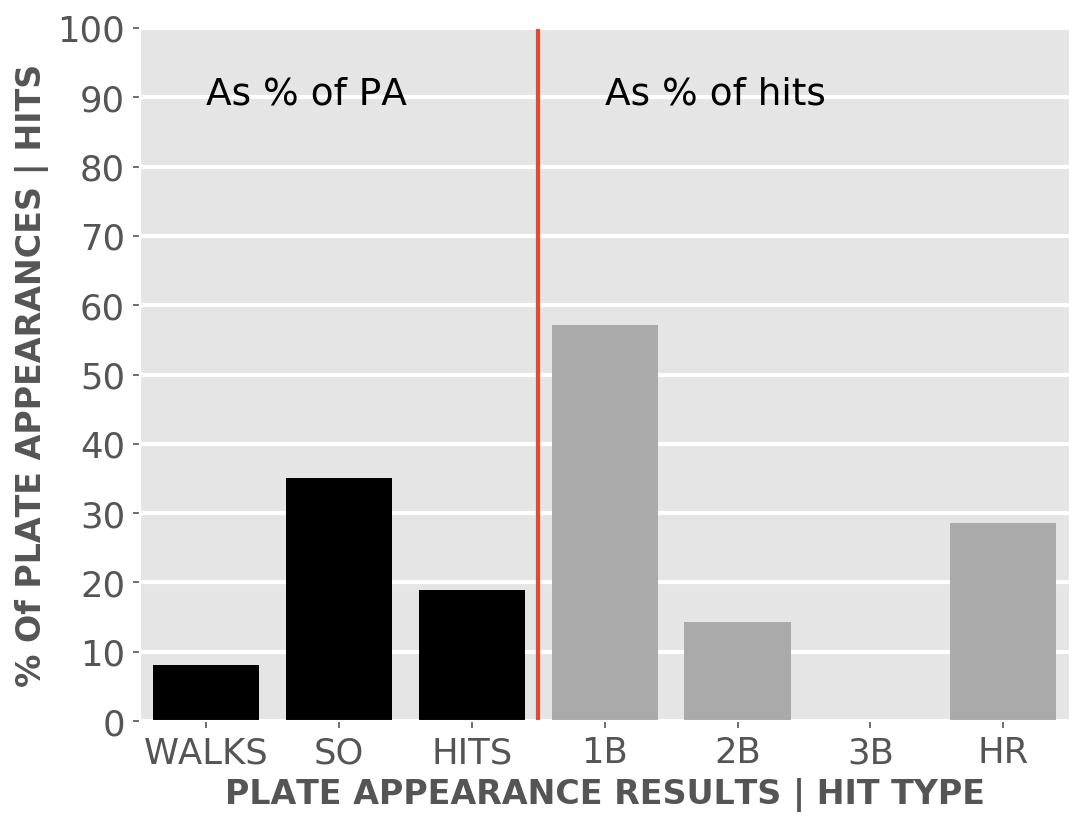 100
90
80
70
60
50
40
30
20
10
0
% Of PLATE APPEARANCES | HITS
As % of PA
As % of hits
WALKS SO HITS 1B 2B 3B HR
PLATE APPEARANCE RESULTS | HIT TYPE